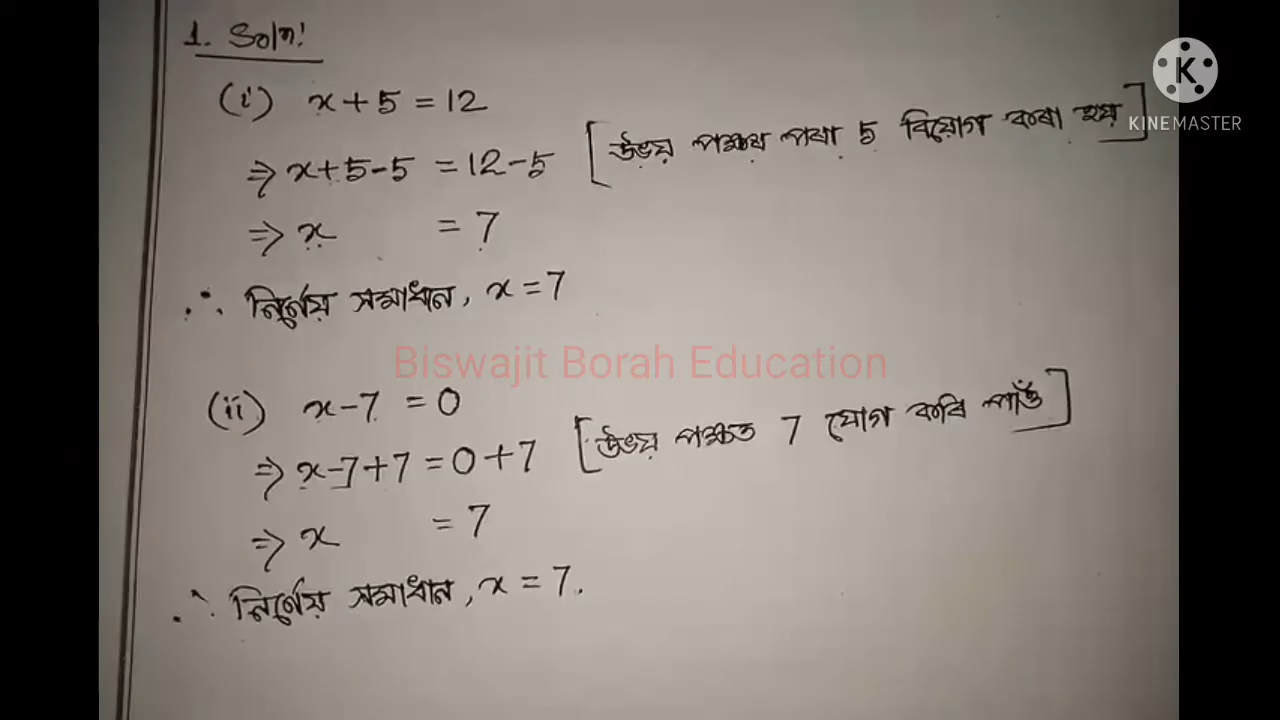 1. Soln!
(i) x + 5 = 12
⇒ x+5-5 = 12-5 [উভয় পক্ষৰ পৰা 5 বিয়োগ কৰা হয়]
⇒ x = 7
∴ নিৰ্ণেয় সমাধান, x = 7
(ii) x-7 = 0
⇒ x-7+7 = 0+7 [উভয় পক্ষত 7 যোগ কৰি পাওঁ]
⇒ x = 7
∴ নিৰ্ণেয় সমাধান, x = 7.
Biswajit Borah Education
K
KINEMASTER